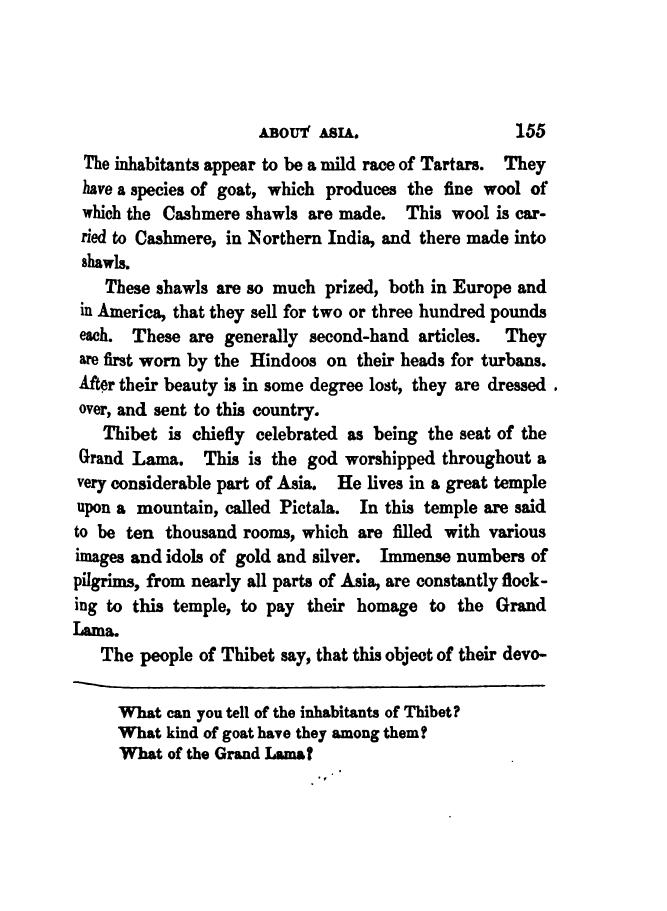 ABOUT ASIA. 155
The inhabitants appear to be a mild race of Tartars. They
have a species of goat, which produces the fine wool of
which the Cashmere shawls are made. This wool is car-
ried to Cashmere, in Northern India, and there made into
shawls.
These shawls are so much prized, both in Europe and
in America, that they sell for two or three hundred pounds
each. These are generally second-hand articles. They
are first worn by the Hindoos on their heads for turbans.
After their beauty is in some degree lost, they are dressed
over, and sent to this country.
Thibet is chiefly celebrated as being the seat of the
Grand Lama. This is the god worshipped throughout a
very considerable part of Asia. He lives in a great temple
upon a mountain, called Pictala. In this temple are said
to be ten thousand rooms, which are filled with various
images and idols of gold and silver. Immense numbers of
pilgrims, from nearly all parts of Asia, are constantly flock-
ing to this temple, to pay their homage to the Grand
Lama.
The people of Thibet say, that this object of their devo-
What can you tell of the inhabitants of Thibet?
What kind of goat have they among them?
What of the Grand Lama?